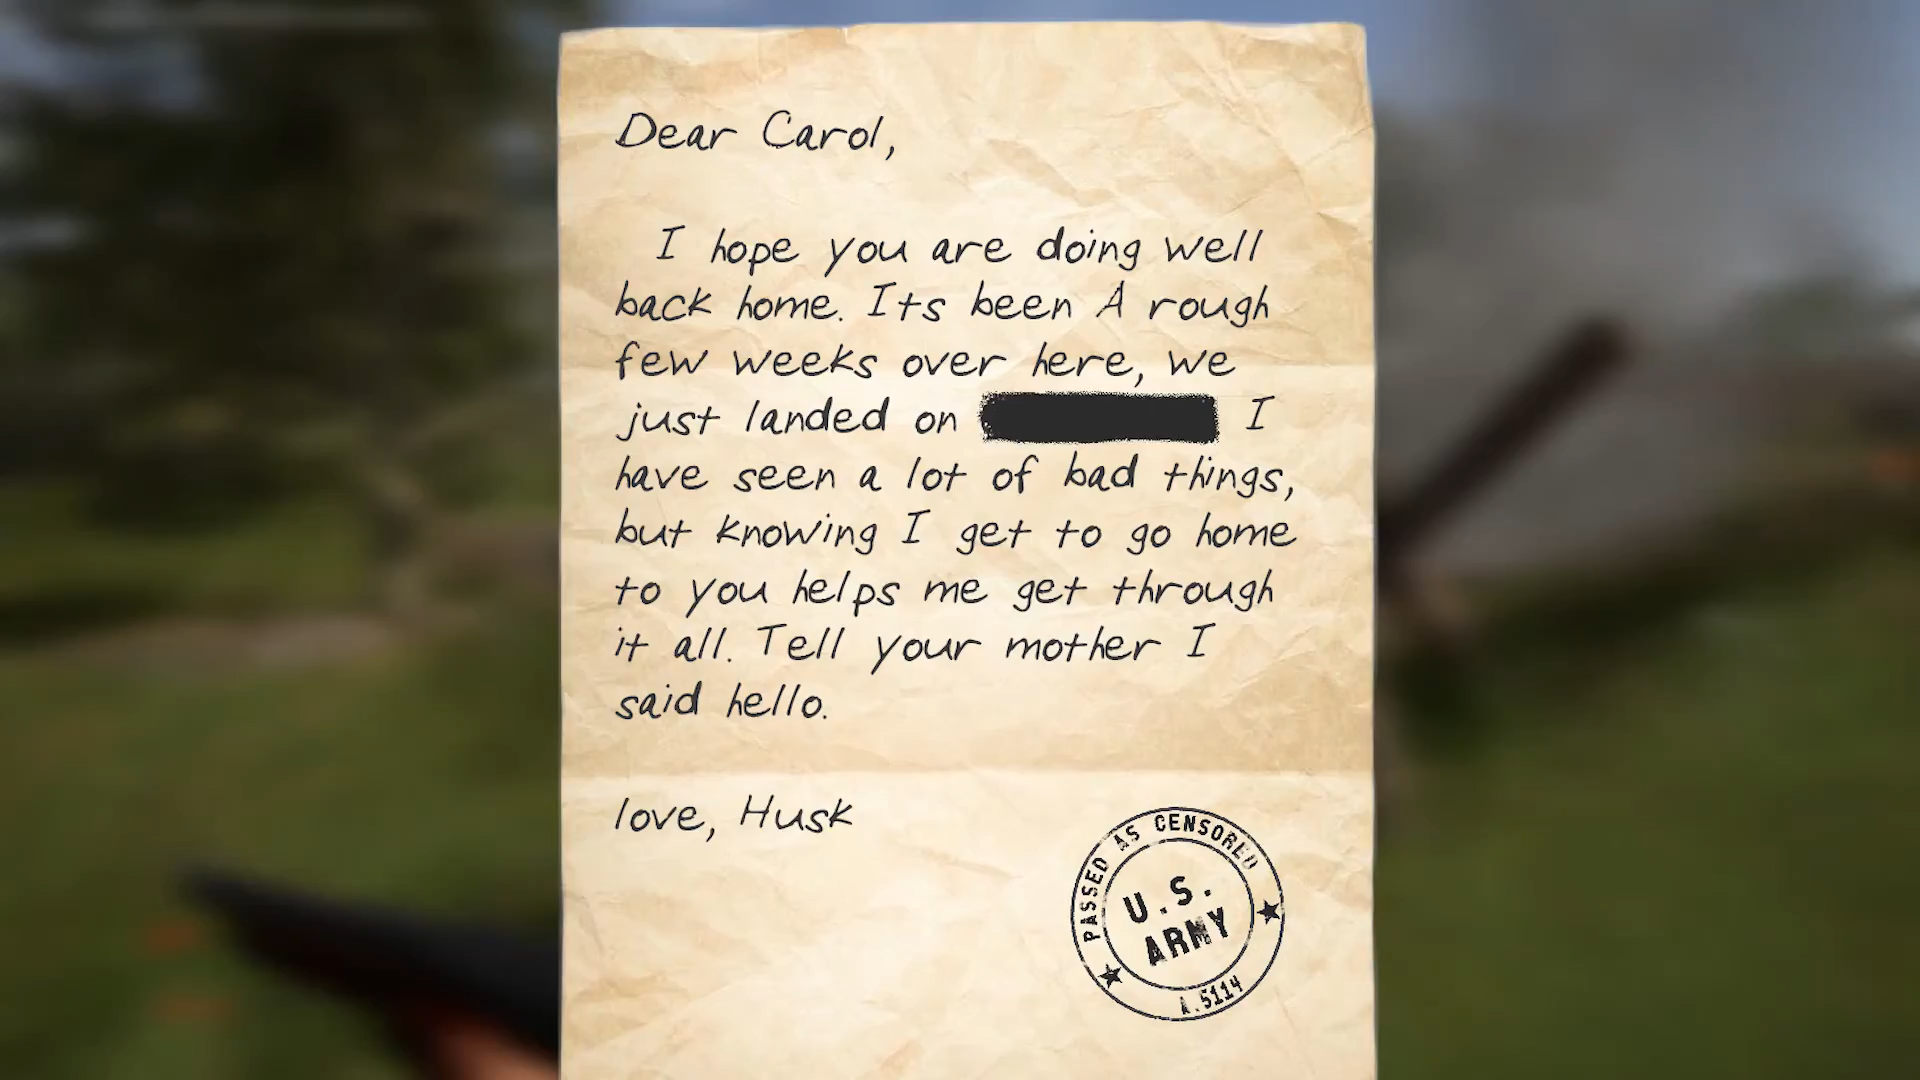 Dear Carol,
I hope you are doing well
back home. Its been A rough
few weeks over here, we
just landed on I
have seen a lot of bad things,
but knowing I get to go home
to you helps me get through
it all. Tell your mother I
said hello.
love, Husk
PASSED AS CENSORED
U.S.
ARMY
A.5114